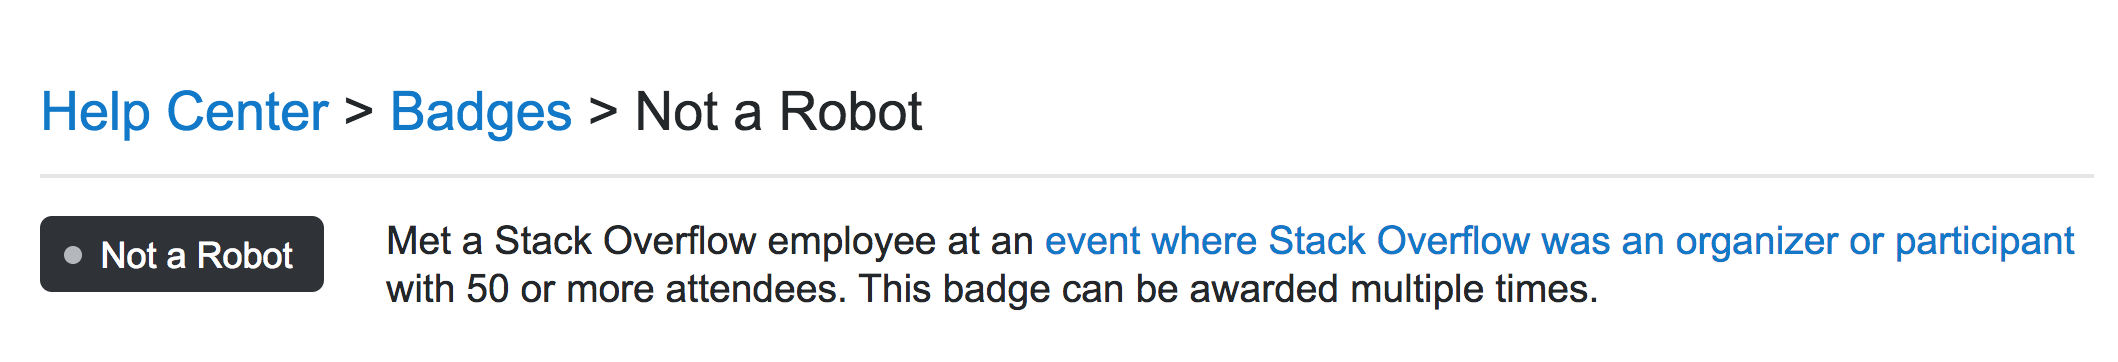 Help Center > Badges > Not a Robot
Not a Robot
Met a Stack Overflow employee at an event where Stack Overflow was an organizer or participant
with 50 or more attendees. This badge can be awarded multiple times.